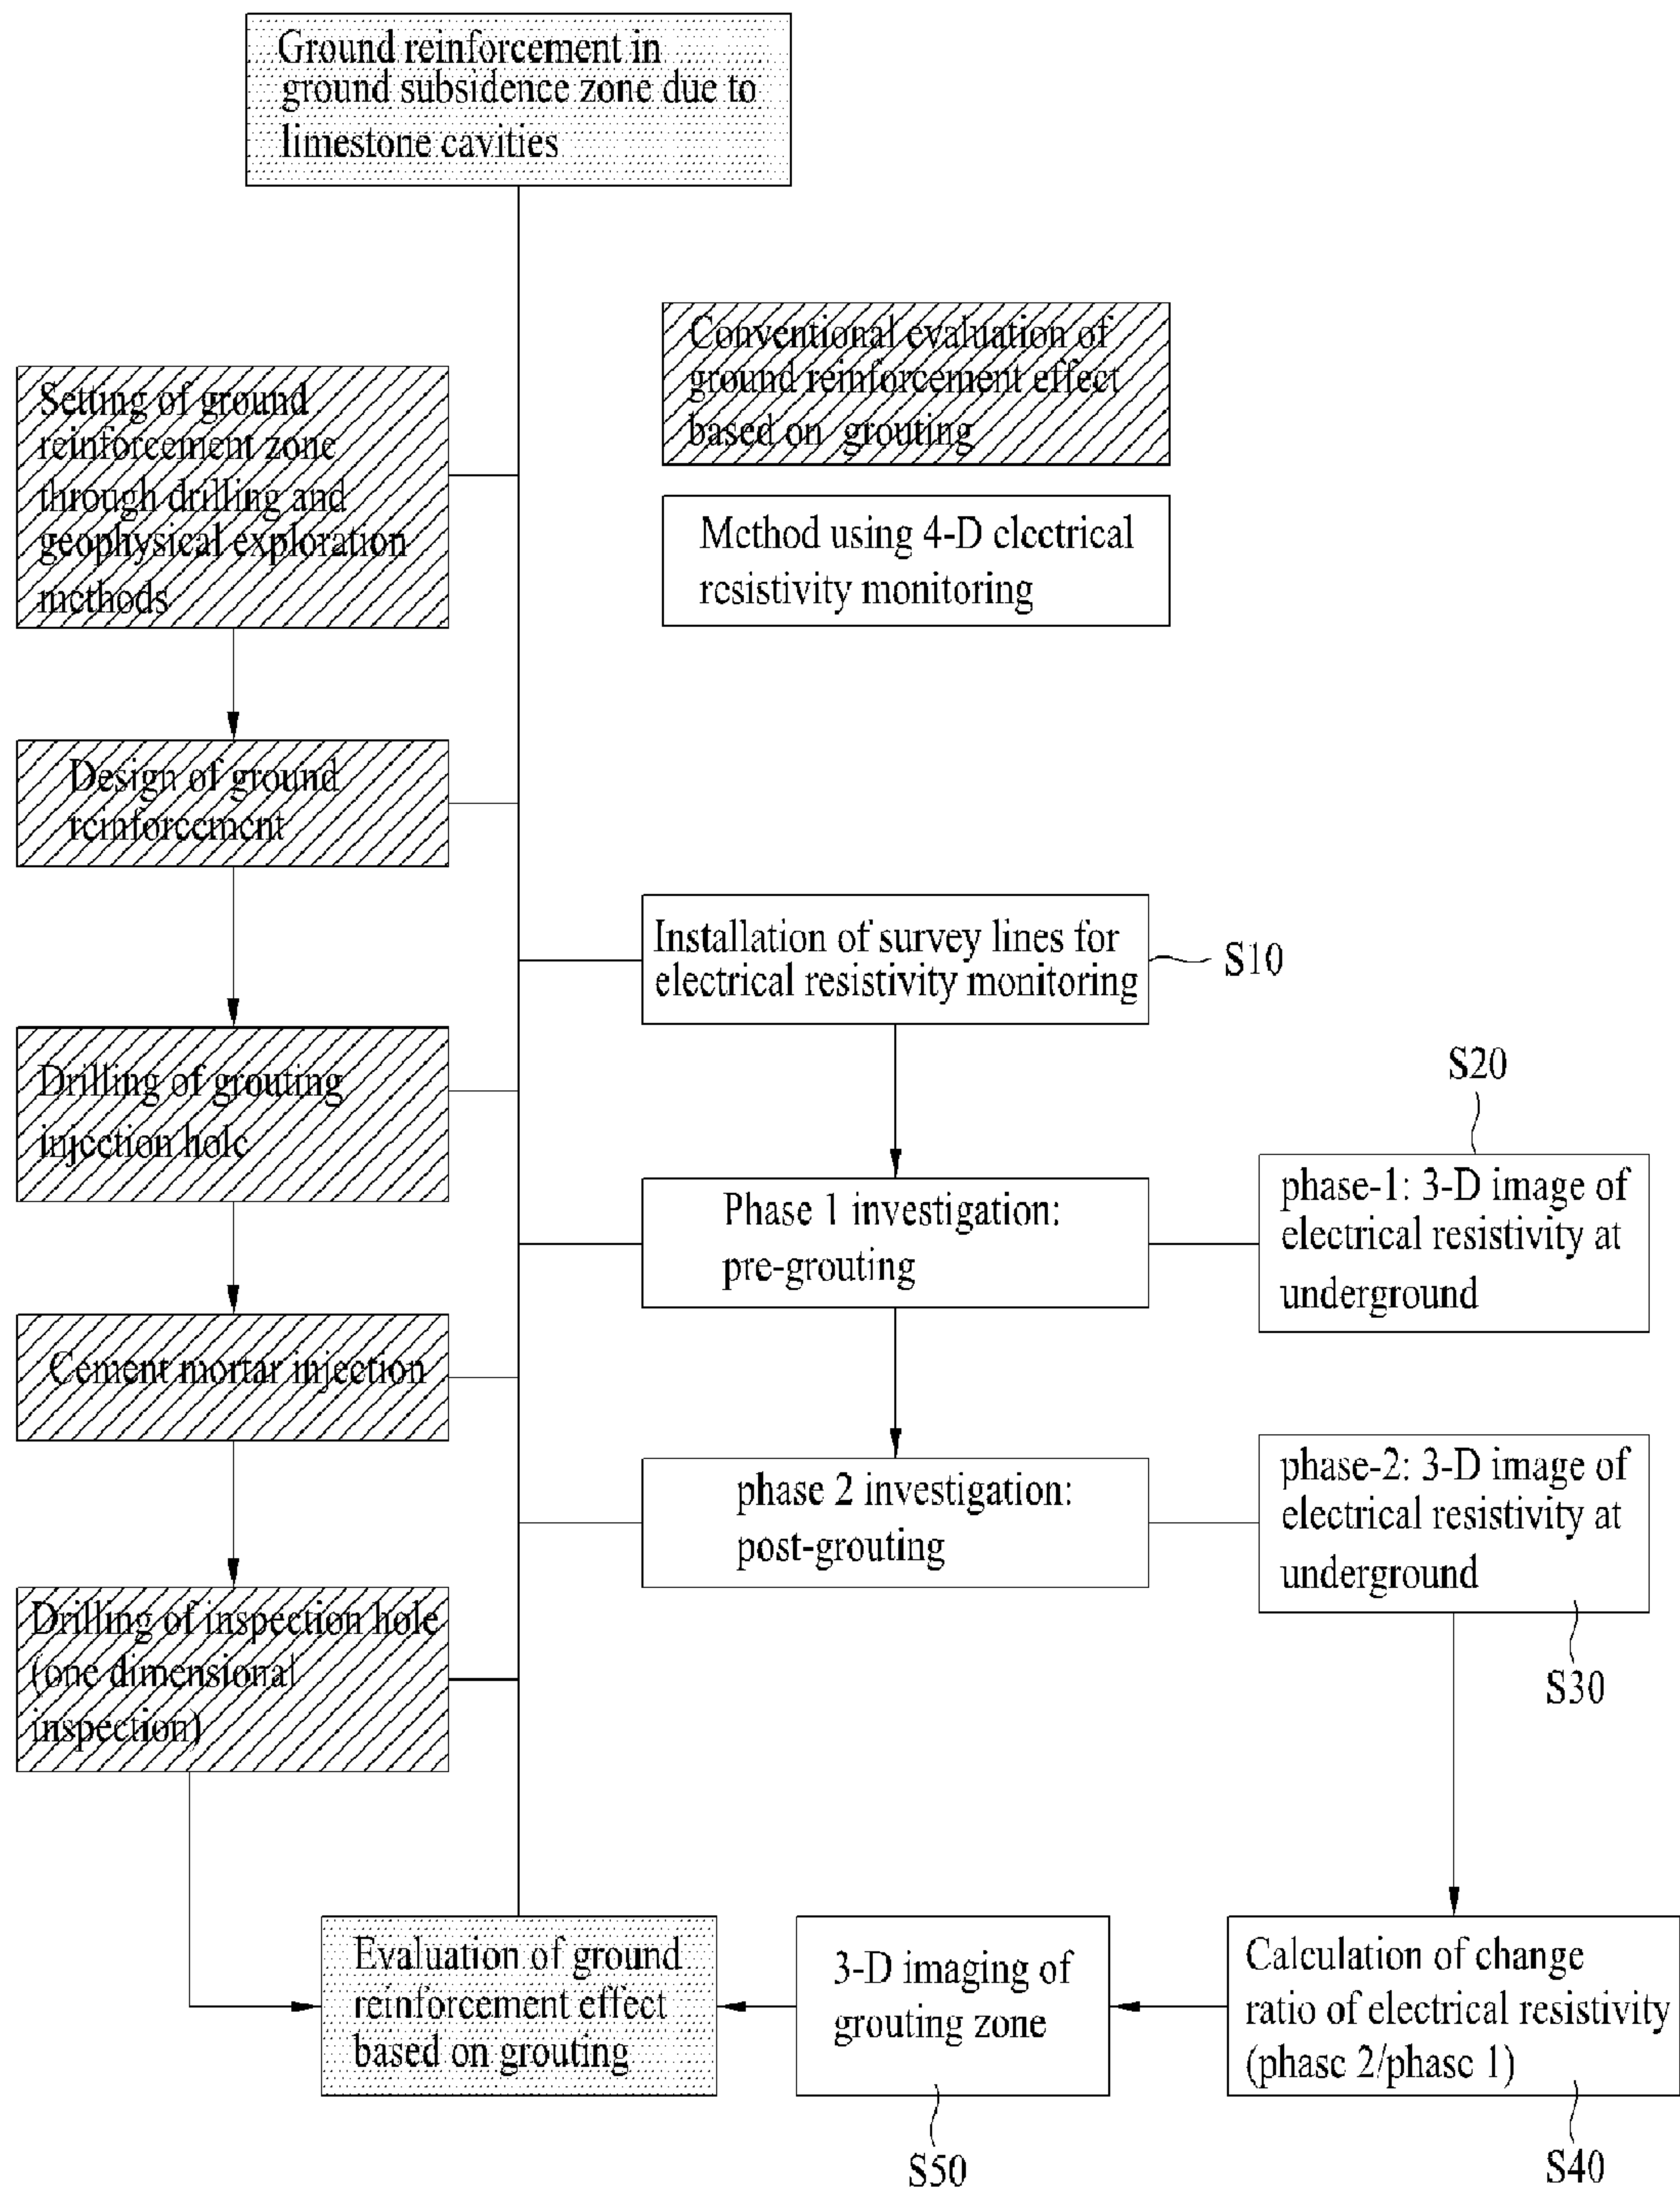 Ground reinforcement in
ground subsidence zone due to
limestone cavities
Conventional evaluation of
ground reinforcement effect
based on grouting
Method using 4-D electrical
resistivity monitoring
Setting of ground
reinforcement zone
through drilling and
geophysical exploration
methods
Design of ground
reinforcement
Installation of survey lines for
electrical resistivity monitoring
S10
Drilling of grouting
injection hole
S20
Phase 1 investigation:
pre-grouting
phase-1: 3-D image of
electrical resistivity at
underground
Cement mortar injection
phase 2 investigation:
post-grouting
phase-2: 3-D image of
electrical resistivity at
underground
S30
Drilling of inspection hole
(one dimensional
inspection)
Evaluation of ground
reinforcement effect
based on grouting
3-D imaging of
grouting zone
Calculation of change
ratio of electrical resistivity
(phase 2/phase 1)
S50
S40